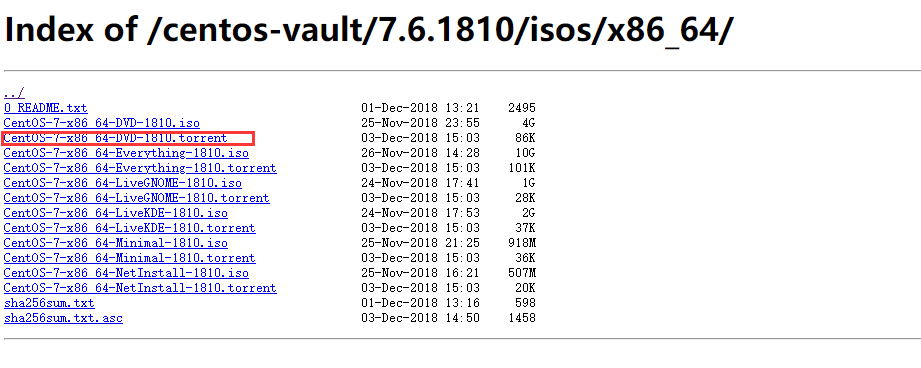 Index of /centos-vault/7.6.1810/isos/x86_64/
../
0_README.txt 01-Dec-2018 13:21 2495
CentOS-7-x86_64-DVD-1810.iso 25-Nov-2018 23:55 4G
CentOS-7-x86_64-DVD-1810.torrent 03-Dec-2018 15:03 86K
CentOS-7-x86_64-Everything-1810.iso 26-Nov-2018 14:28 10G
CentOS-7-x86_64-Everything-1810.torrent 03-Dec-2018 15:03 101K
CentOS-7-x86_64-LiveGNOME-1810.iso 24-Nov-2018 17:41 1G
CentOS-7-x86_64-LiveGNOME-1810.torrent 03-Dec-2018 15:03 28K
CentOS-7-x86_64-LiveKDE-1810.iso 24-Nov-2018 17:53 2G
CentOS-7-x86_64-LiveKDE-1810.torrent 03-Dec-2018 15:03 37K
CentOS-7-x86_64-Minimal-1810.iso 25-Nov-2018 21:25 918M
CentOS-7-x86_64-Minimal-1810.torrent 03-Dec-2018 15:03 36K
CentOS-7-x86_64-NetInstall-1810.iso 25-Nov-2018 16:21 507M
CentOS-7-x86_64-NetInstall-1810.torrent 03-Dec-2018 15:03 20K
sha256sum.txt 01-Dec-2018 13:16 598
sha256sum.txt.asc 03-Dec-2018 14:50 1458